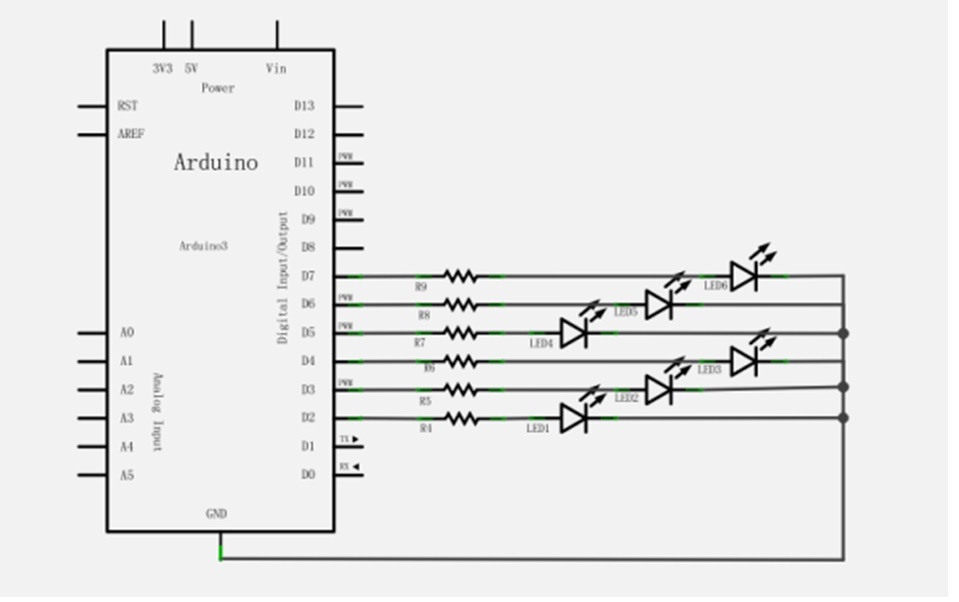 3V3 5V Vin
Power
RST D13
AREF D12
Arduino D11 PWM
D10 PWM
D9 PWM
Arduino3 D8
Digital Input/Output
D7 R9 LED6
D6 PWM R8 LED5
A0 D5 PWM R7 LED4
A1 D4 R6 LED3
A2 D3 PWM R5 LED2
A3 D2 R4 LED1
Analog Input
A4 D1 TX
A5 D0 RX
GND